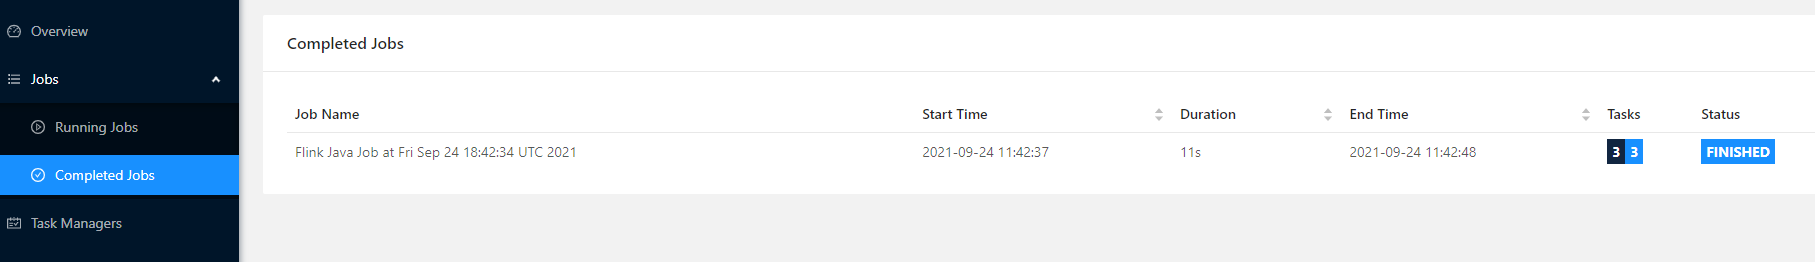 Overview
Jobs
Running Jobs
Completed Jobs
Task Managers
Completed Jobs
Job Name Start Time Duration End Time Tasks Status
Flink Java Job at Fri Sep 24 18:42:34 UTC 2021 2021-09-24 11:42:37 11s 2021-09-24 11:42:48 3 3 FINISHED